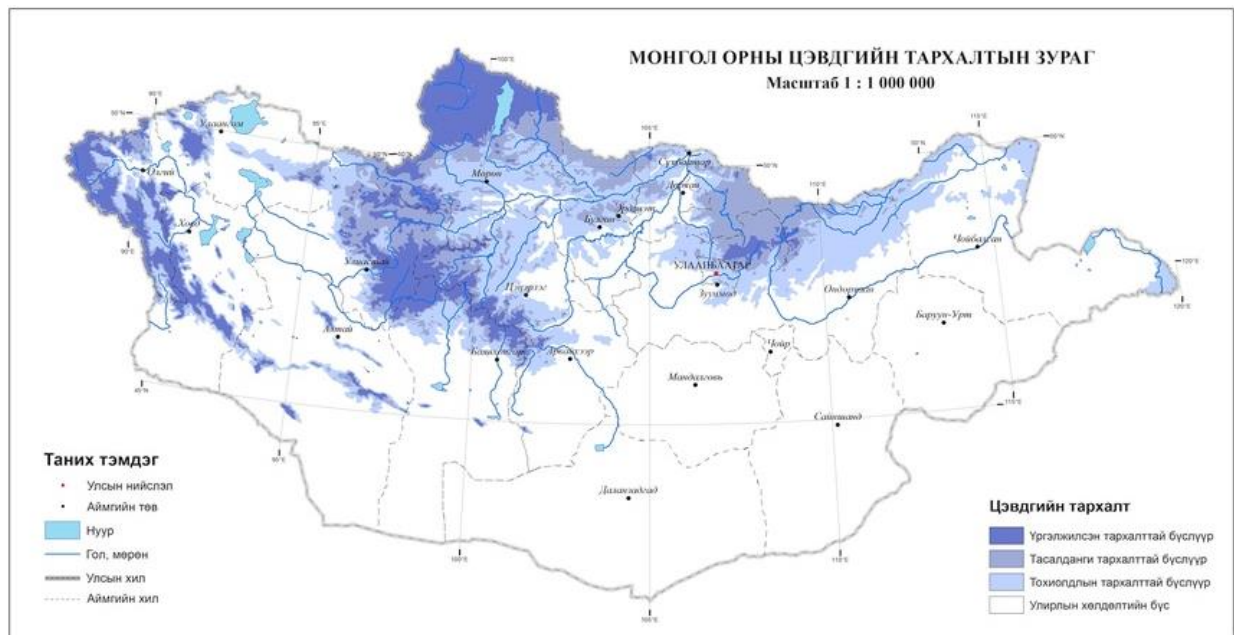 МОНГОЛ ОРНЫ ЦЭВДГИЙН ТАРХАЛТЫН ЗУРАГ
Масштаб 1 : 1 000 000
Улаангом
Өлгий
Ховд
Мөрөн
Сүхбаатар
Дархан
Эрдэнэт
Булган
Улиастай
Цэцэрлэг
УЛААНБААТАР
Зуунмод
Чойбалсан
Өндөрхаан
Баруун-Урт
Алтай
Баянхонгор
Арвайхээр
Чойр
Мандалговь
Сайншанд
Даланзадгад
Таних тэмдэг
Улсын нийслэл
Аймгийн төв
Нуур
Гол, мөрөн
Улсын хил
Аймгийн хил
Цэвдгийн тархалт
Үргэлжилсэн тархалттай бүслүүр
Тасалданги тархалттай бүслүүр
Тохиолдлын тархалттай бүслүүр
Улирлын хөлдөлтийн бүс